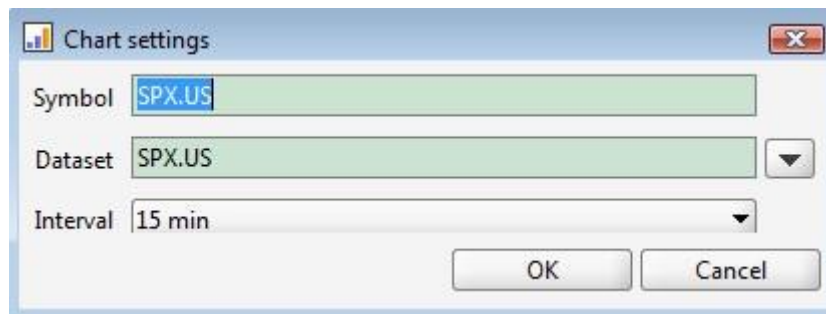 Chart settings
Symbol SPX.US
Dataset SPX.US
Interval 15 min
OK Cancel